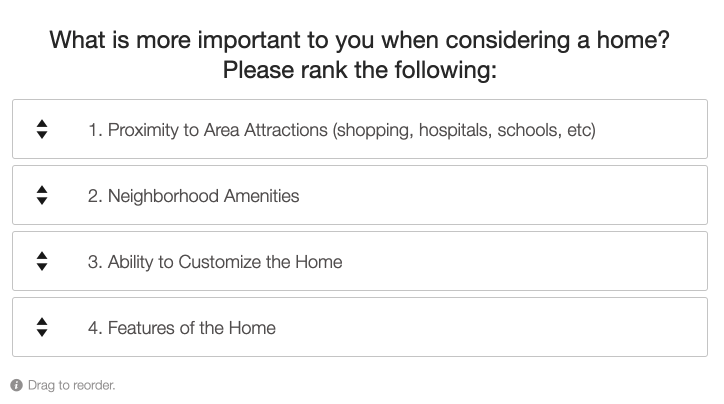 What is more important to you when considering a home?
Please rank the following:
1. Proximity to Area Attractions (shopping, hospitals, schools, etc)
2. Neighborhood Amenities
3. Ability to Customize the Home
4. Features of the Home
Drag to reorder.